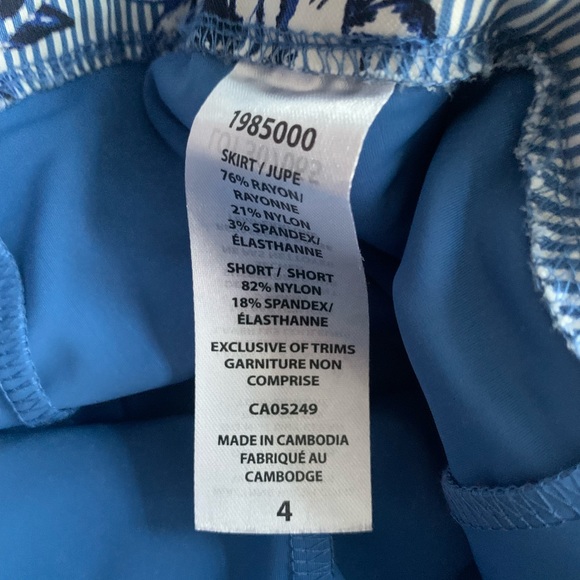 1985000
SKIRT / JUPE
76% RAYON/
RAYONNE
21% NYLON
3% SPANDEX/
ÉLASTHANNE
SHORT / SHORT
82% NYLON
18% SPANDEX/
ÉLASTHANNE
EXCLUSIVE OF TRIMS
GARNITURE NON
COMPRISE
CA05249
MADE IN CAMBODIA
FABRIQUÉ AU
CAMBODGE
4